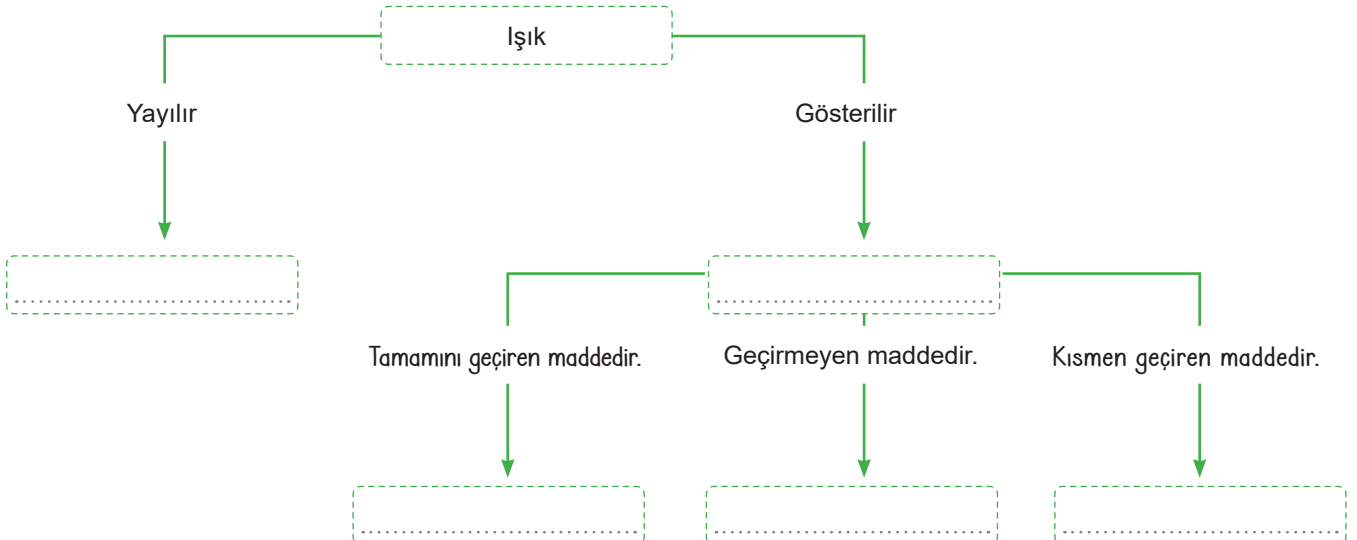 Işık
Yayılır
Gösterilir
Tamamını geçiren maddedir.
Geçirmeyen maddedir.
Kısmen geçiren maddedir.